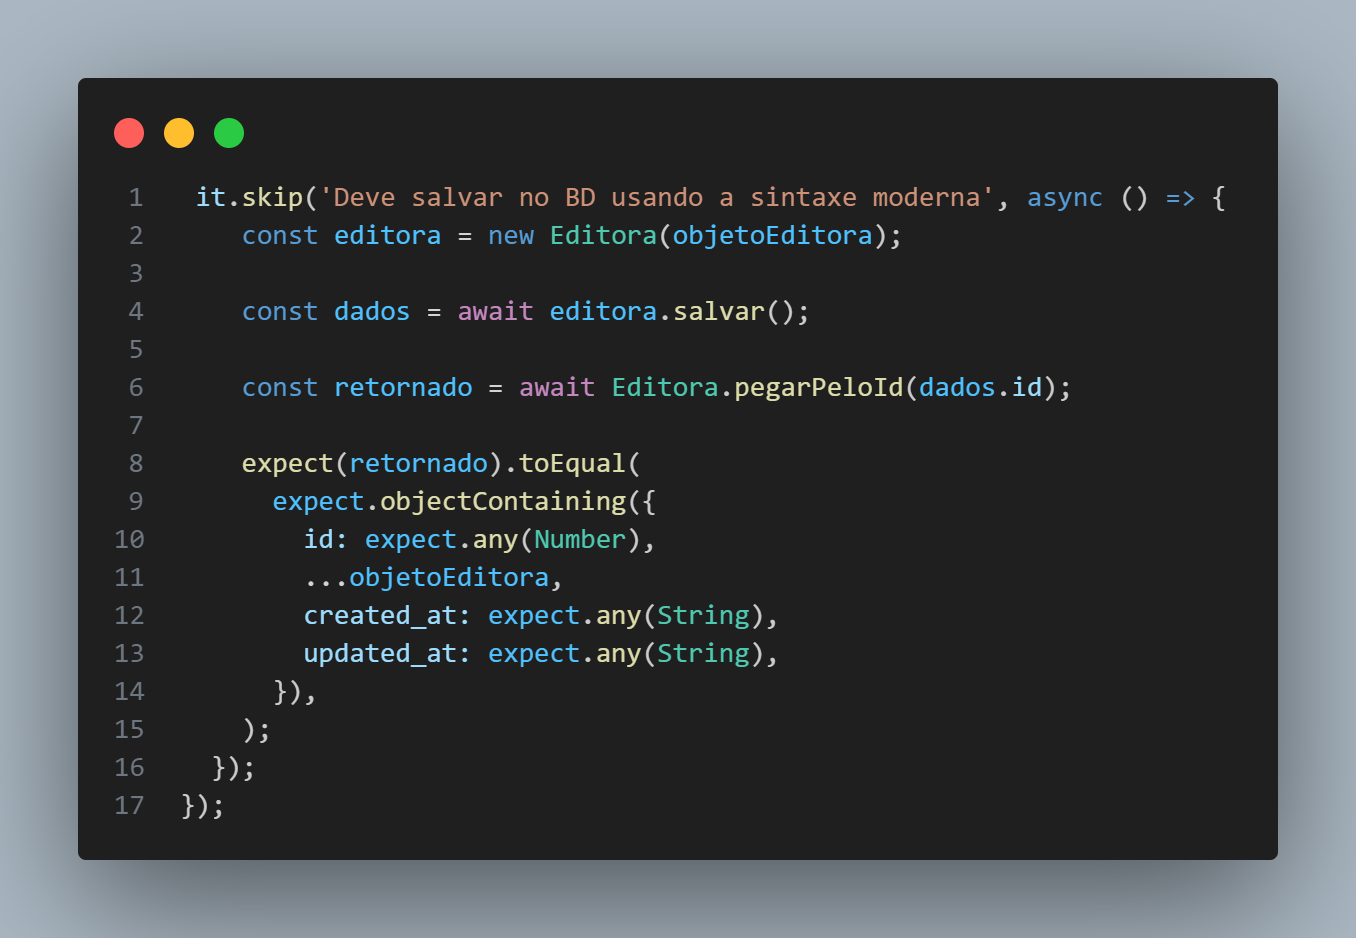 1 it.skip('Deve salvar no BD usando a sintaxe moderna', async () => {
2 const editora = new Editora(objetoEditora);
3
4 const dados = await editora.salvar();
5
6 const retornado = await Editora.pegarPeloId(dados.id);
7
8 expect(retornado).toEqual(
9 expect.objectContaining({
10 id: expect.any(Number),
11 ...objetoEditora,
12 created_at: expect.any(String),
13 updated_at: expect.any(String),
14 }),
15 );
16 });
17 });